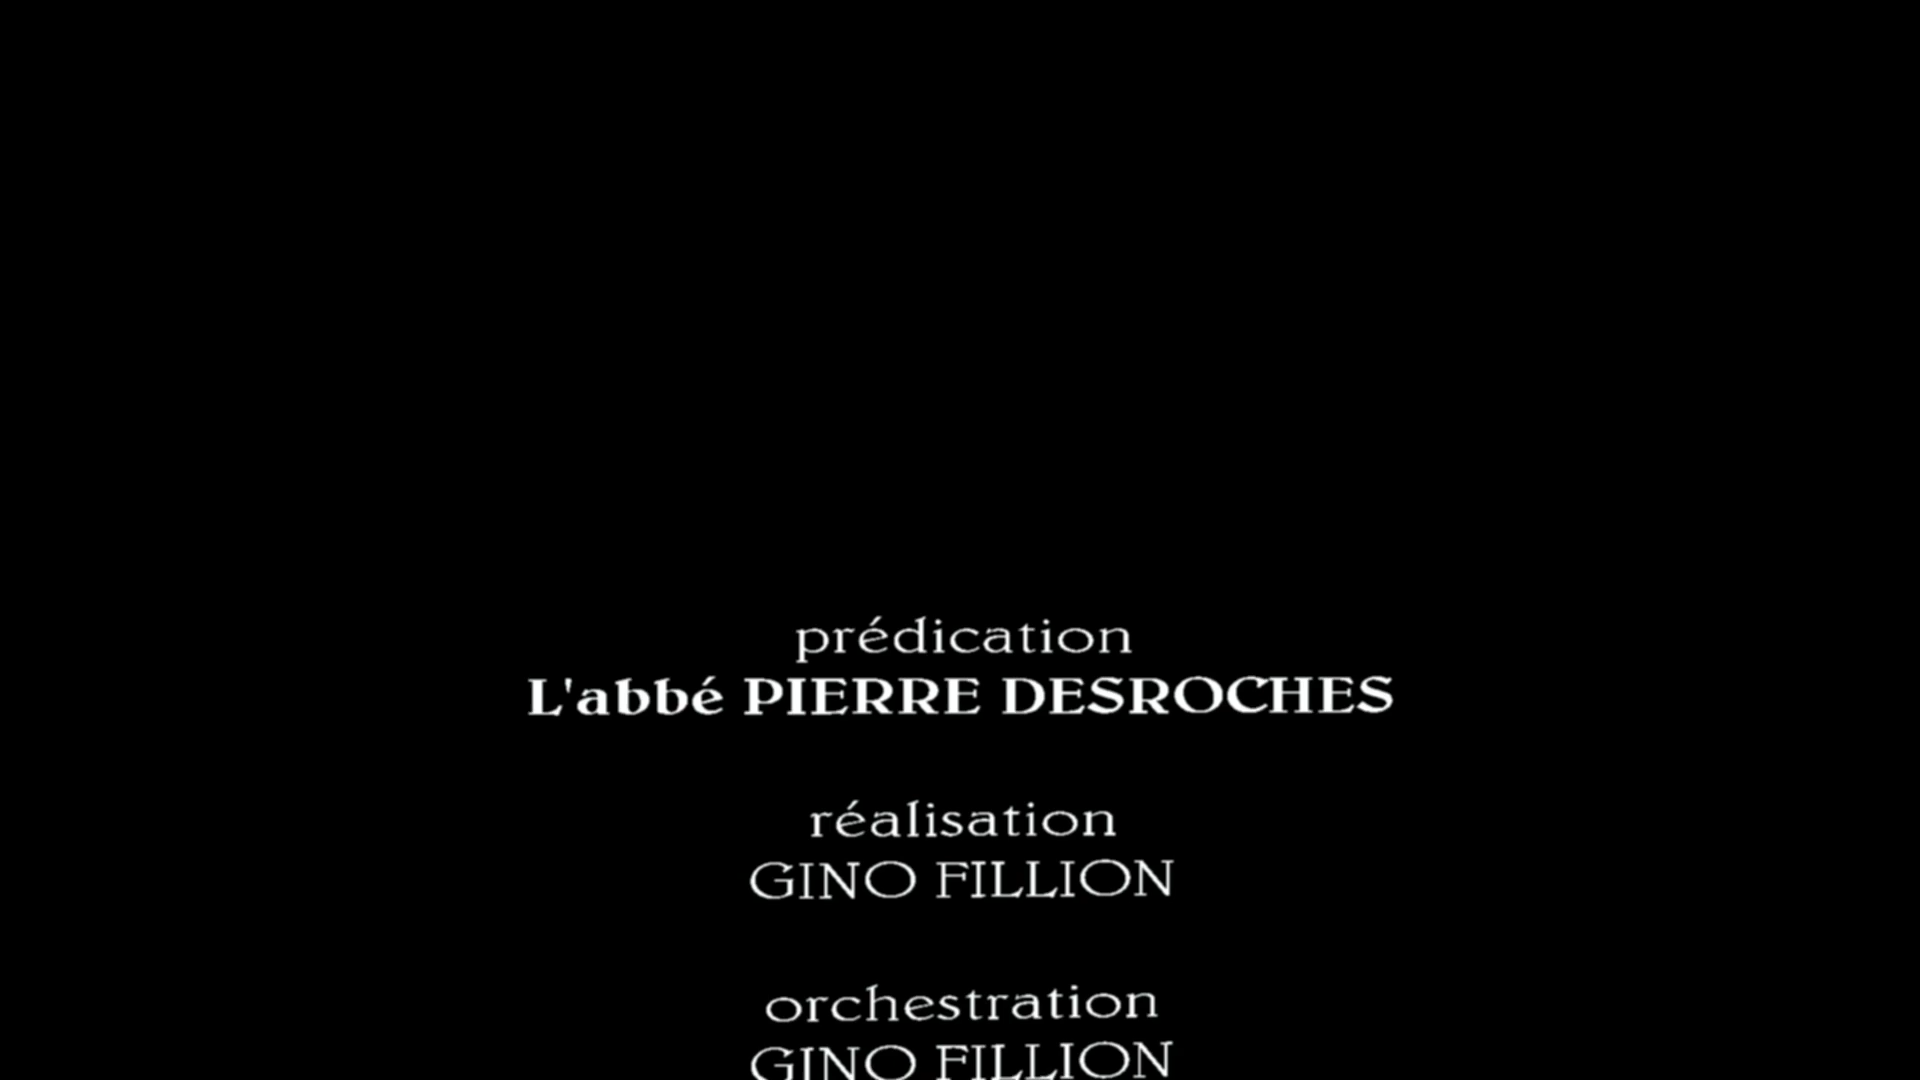 prédication
L'abbé PIERRE DESROCHES
réalisation
GINO FILLION
orchestration
GINO FILLION